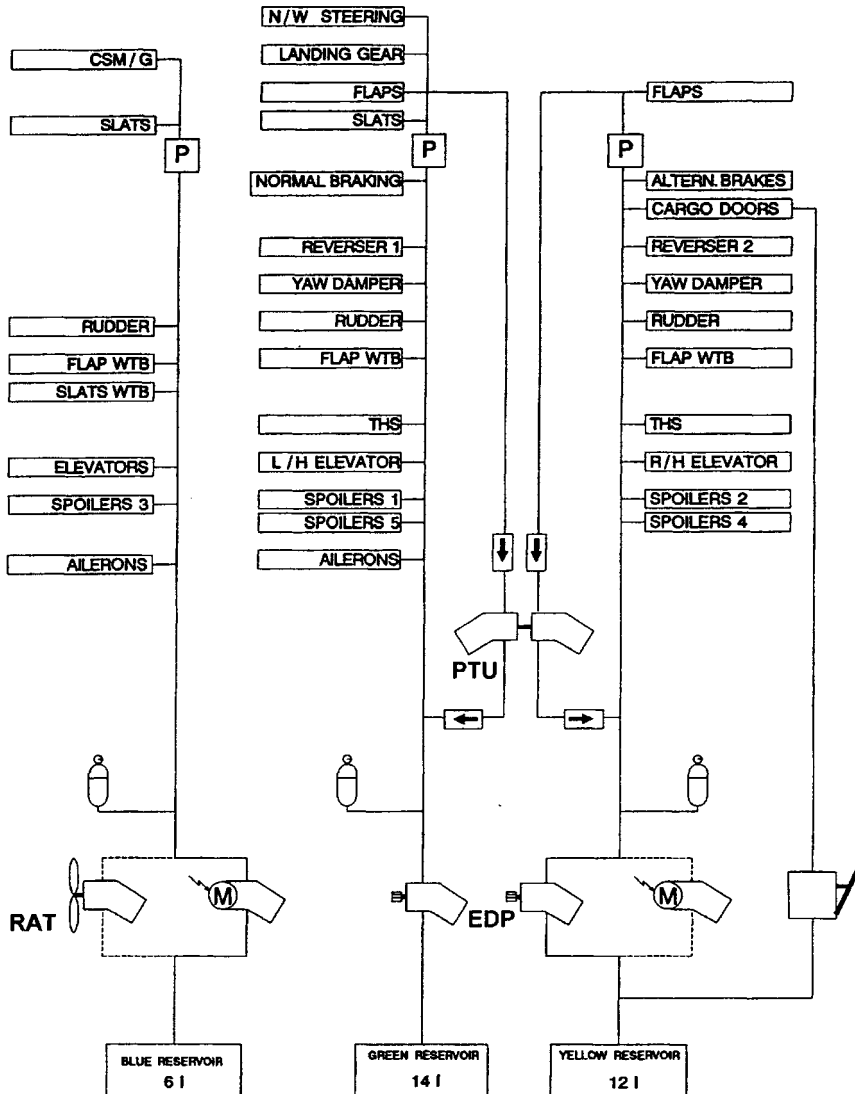 N/W STEERING
CSM/G
LANDING GEAR
FLAPS
FLAPS
SLATS
SLATS
P
P
P
NORMAL BRAKING
ALTERN. BRAKES
CARGO DOORS
REVERSER 1
REVERSER 2
YAW DAMPER
YAW DAMPER
RUDDER
RUDDER
RUDDER
FLAP WTB
FLAP WTB
FLAP WTB
SLATS WTB
THS
THS
ELEVATORS
L/H ELEVATOR
R/H ELEVATOR
SPOILERS 3
SPOILERS 1
SPOILERS 2
SPOILERS 5
SPOILERS 4
AILERONS
AILERONS
PTU
RAT
M
EDP
M
BLUE RESERVOIR
6 l
GREEN RESERVOIR
14 l
YELLOW RESERVOIR
12 l